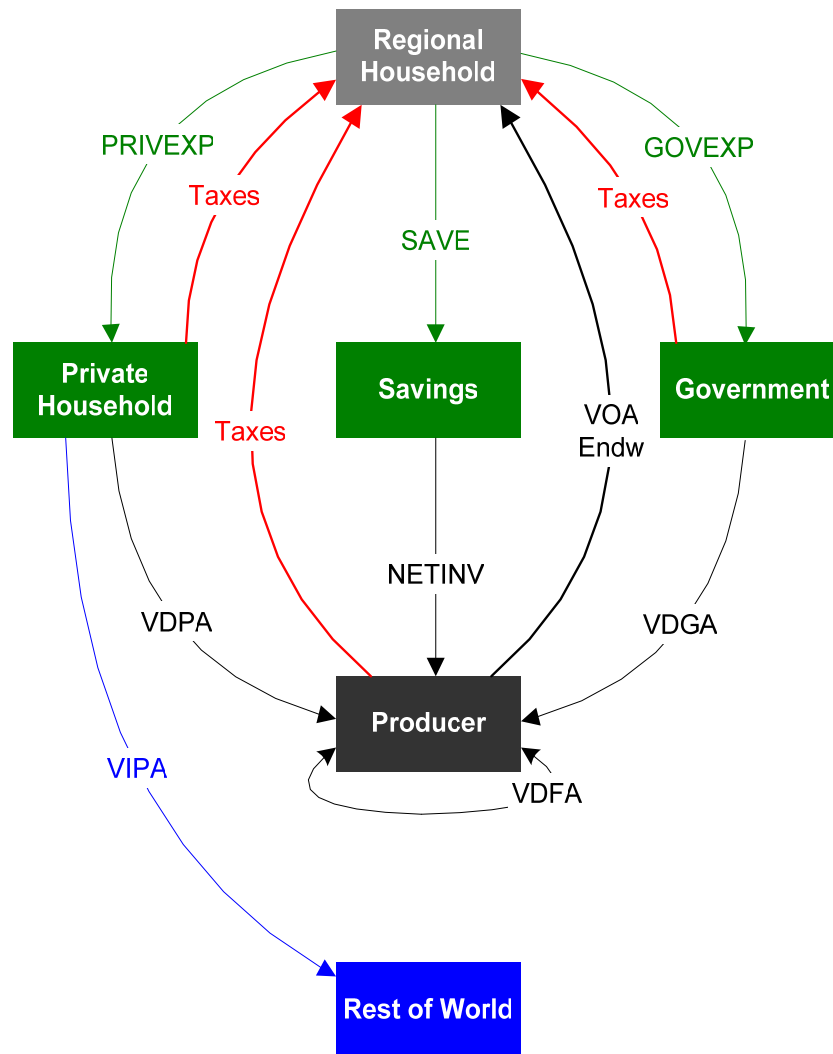 Regional
Household
PRIVEXP
GOVEXP
Taxes
Taxes
SAVE
Private
Household
Savings
Government
Taxes
VOA
Endw
NETINV
VDPA
VDGA
Producer
VIPA
VDFA
Rest of World